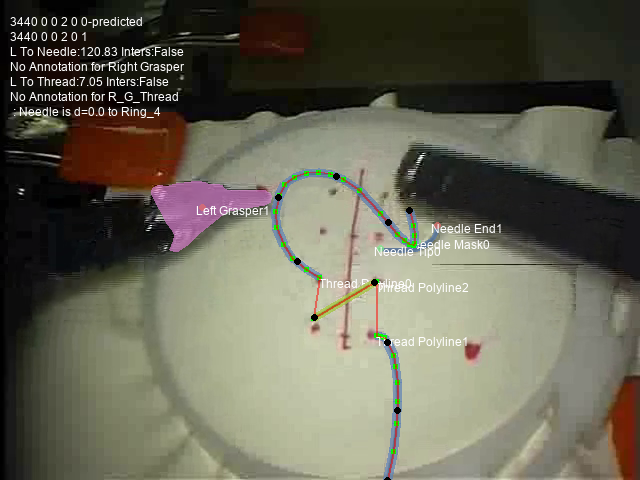 3440 0 0 2 0 0-predicted
3440 0 0 2 0 1
L To Needle:120.83 Inters:False
No Annotation for Right Grasper
L To Thread:7.05 Inters:False
No Annotation for R_G_Thread
: Needle is d=0.0 to Ring_4
Left Grasper1
Needle End1
Needle Mask0
Needle Tip0
Thread Polyline0
Thread Polyline2
Thread Polyline1